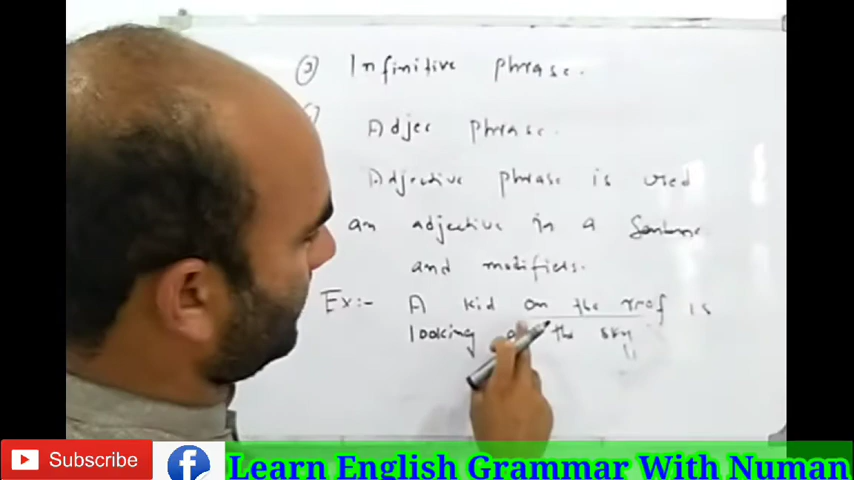 3 Infinitive phrase.
Adjec phrase.
Adjective phrase is used
an adjective in a Sentence
and modifiers.
Ex:- A kid on the roof is
looking the sky
Subscribe
f
Learn English Grammar With Numan